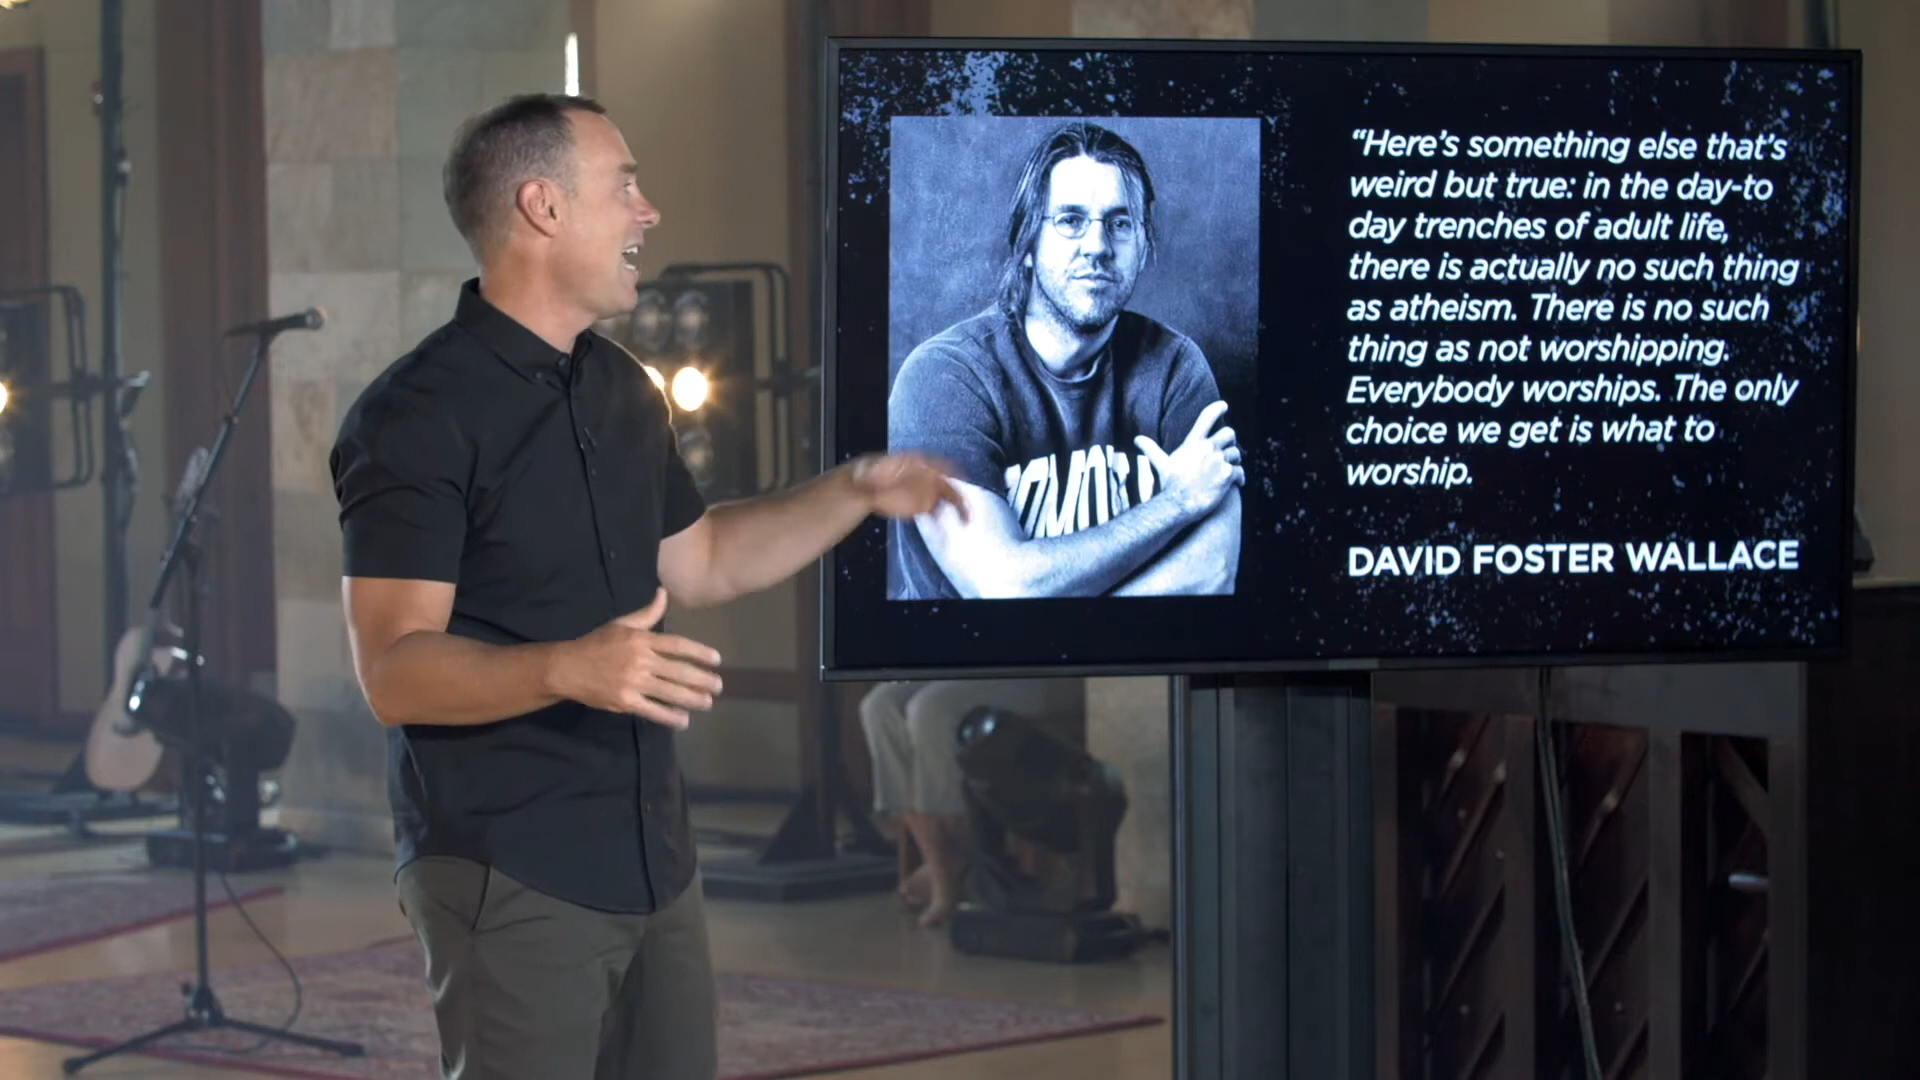 “Here’s something else that’s
weird but true: in the day-to
day trenches of adult life,
there is actually no such thing
as atheism. There is no such
thing as not worshipping.
Everybody worships. The only
choice we get is what to
worship.
DAVID FOSTER WALLACE